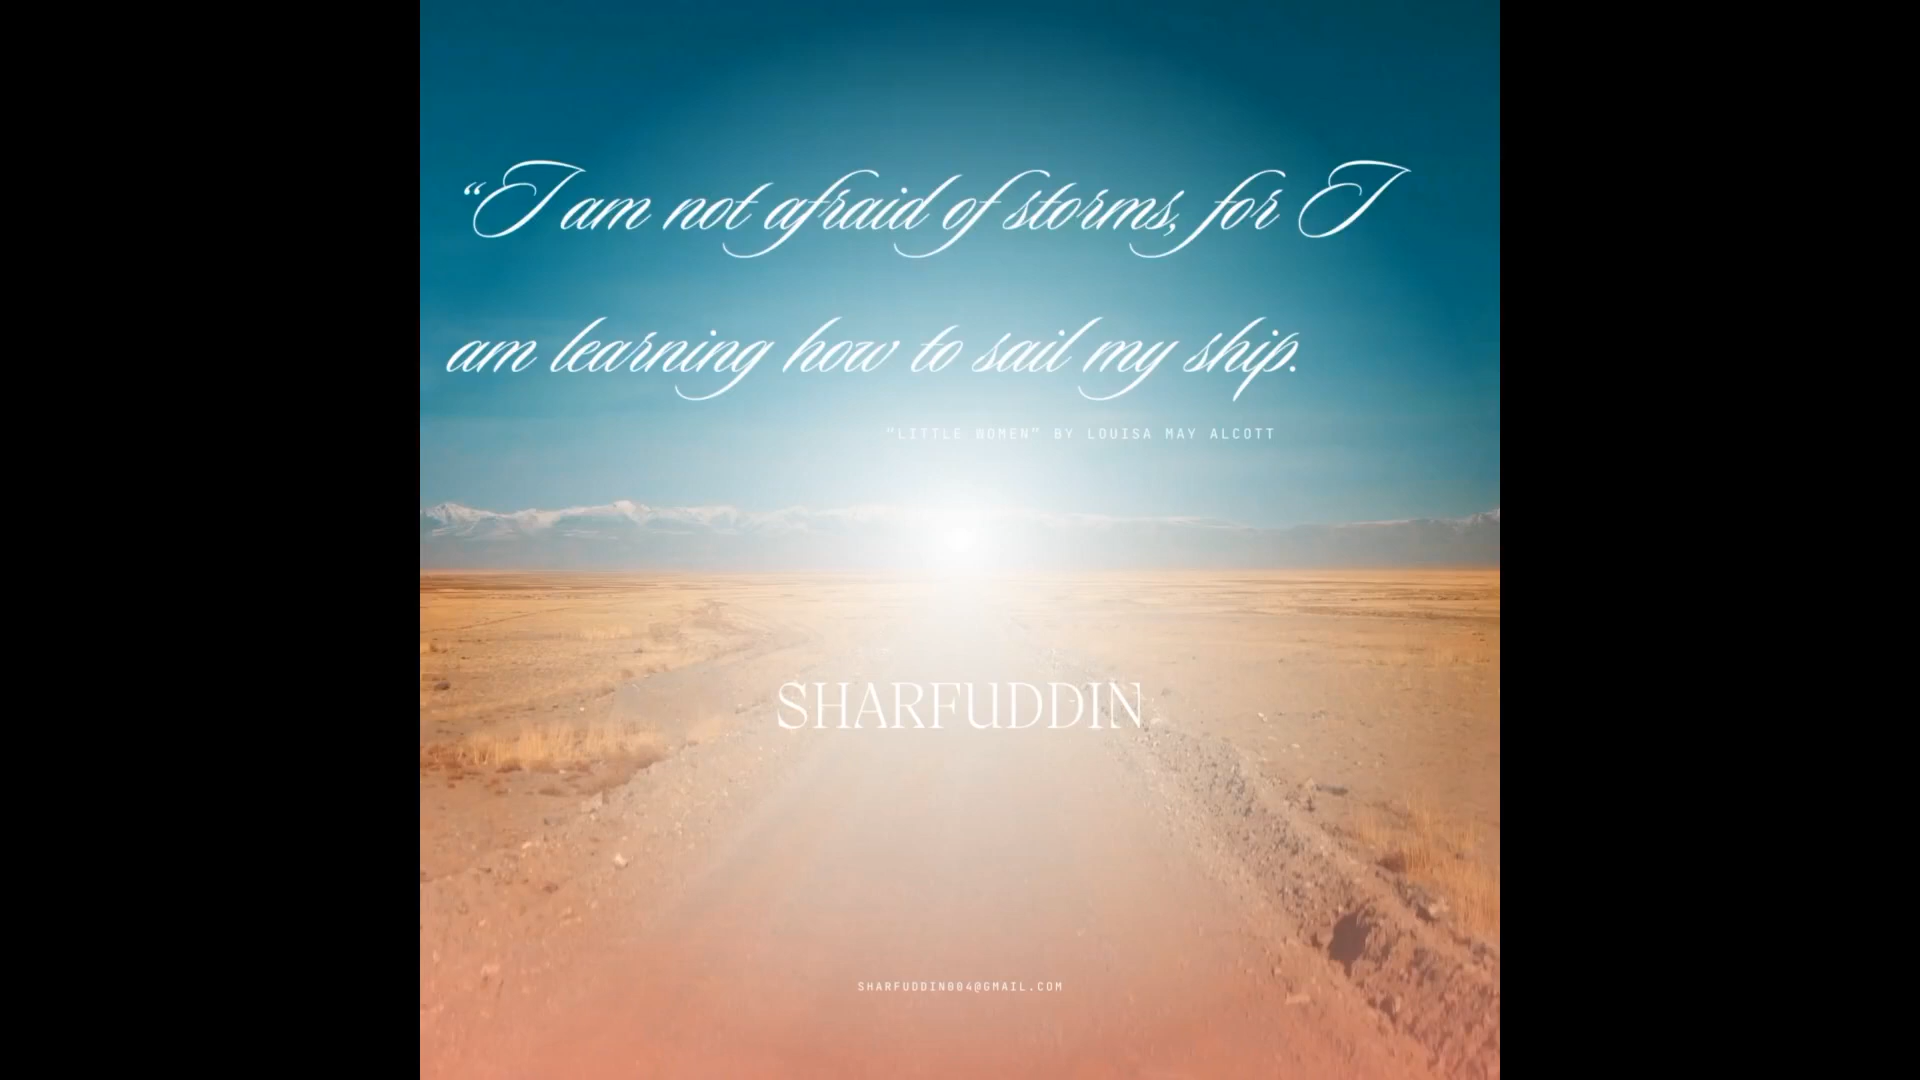 “I am not afraid of storms, for I
am learning how to sail my ship.
“LITTLE WOMEN” BY LOUISA MAY ALCOTT
SHARFUDDIN
SHARFUDDIN004@GMAIL.COM